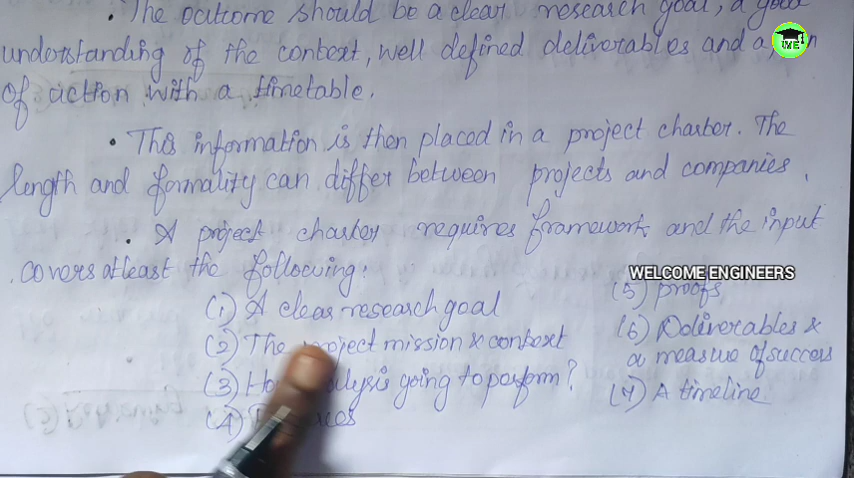 • The outcome should be a clear research goal, a good
understanding of the context, well defined deliverables and a
of action with a timetable.
• This information is then placed in a project charter. The
length and formality can differ between projects and companies.
• A project charter requires framework and the input
covers atleast the following:
(1) A clear research goal
(2) The project mission & context
(3) going to perform?
(4)
(5) proofs
(6) Deliverables &
a measure of success
(7) A timeline
WELCOME ENGINEERS
WE